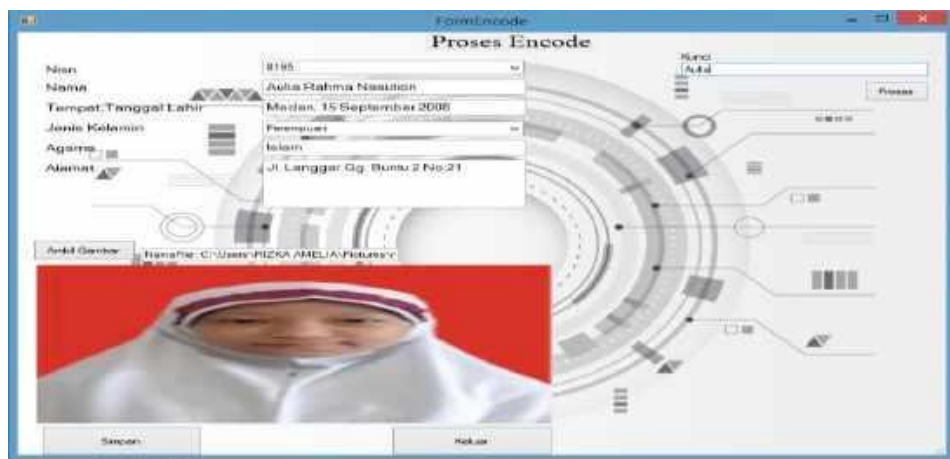 FormEncode
Proses Encode
Nisn 8195
Nama Aulia Rahma Nasution
Tempat,Tanggal Lahir Medan, 15 September 2008
Jenis Kelamin Perempuan
Agama Islam
Alamat Jl. Langgar Gg. Buntu 2 No.21
Kunci
Aulia
Proses
Ambil Gambar NamaFile: C:\Users\RIZKA AMELIA\Pictures\
Simpan Keluar